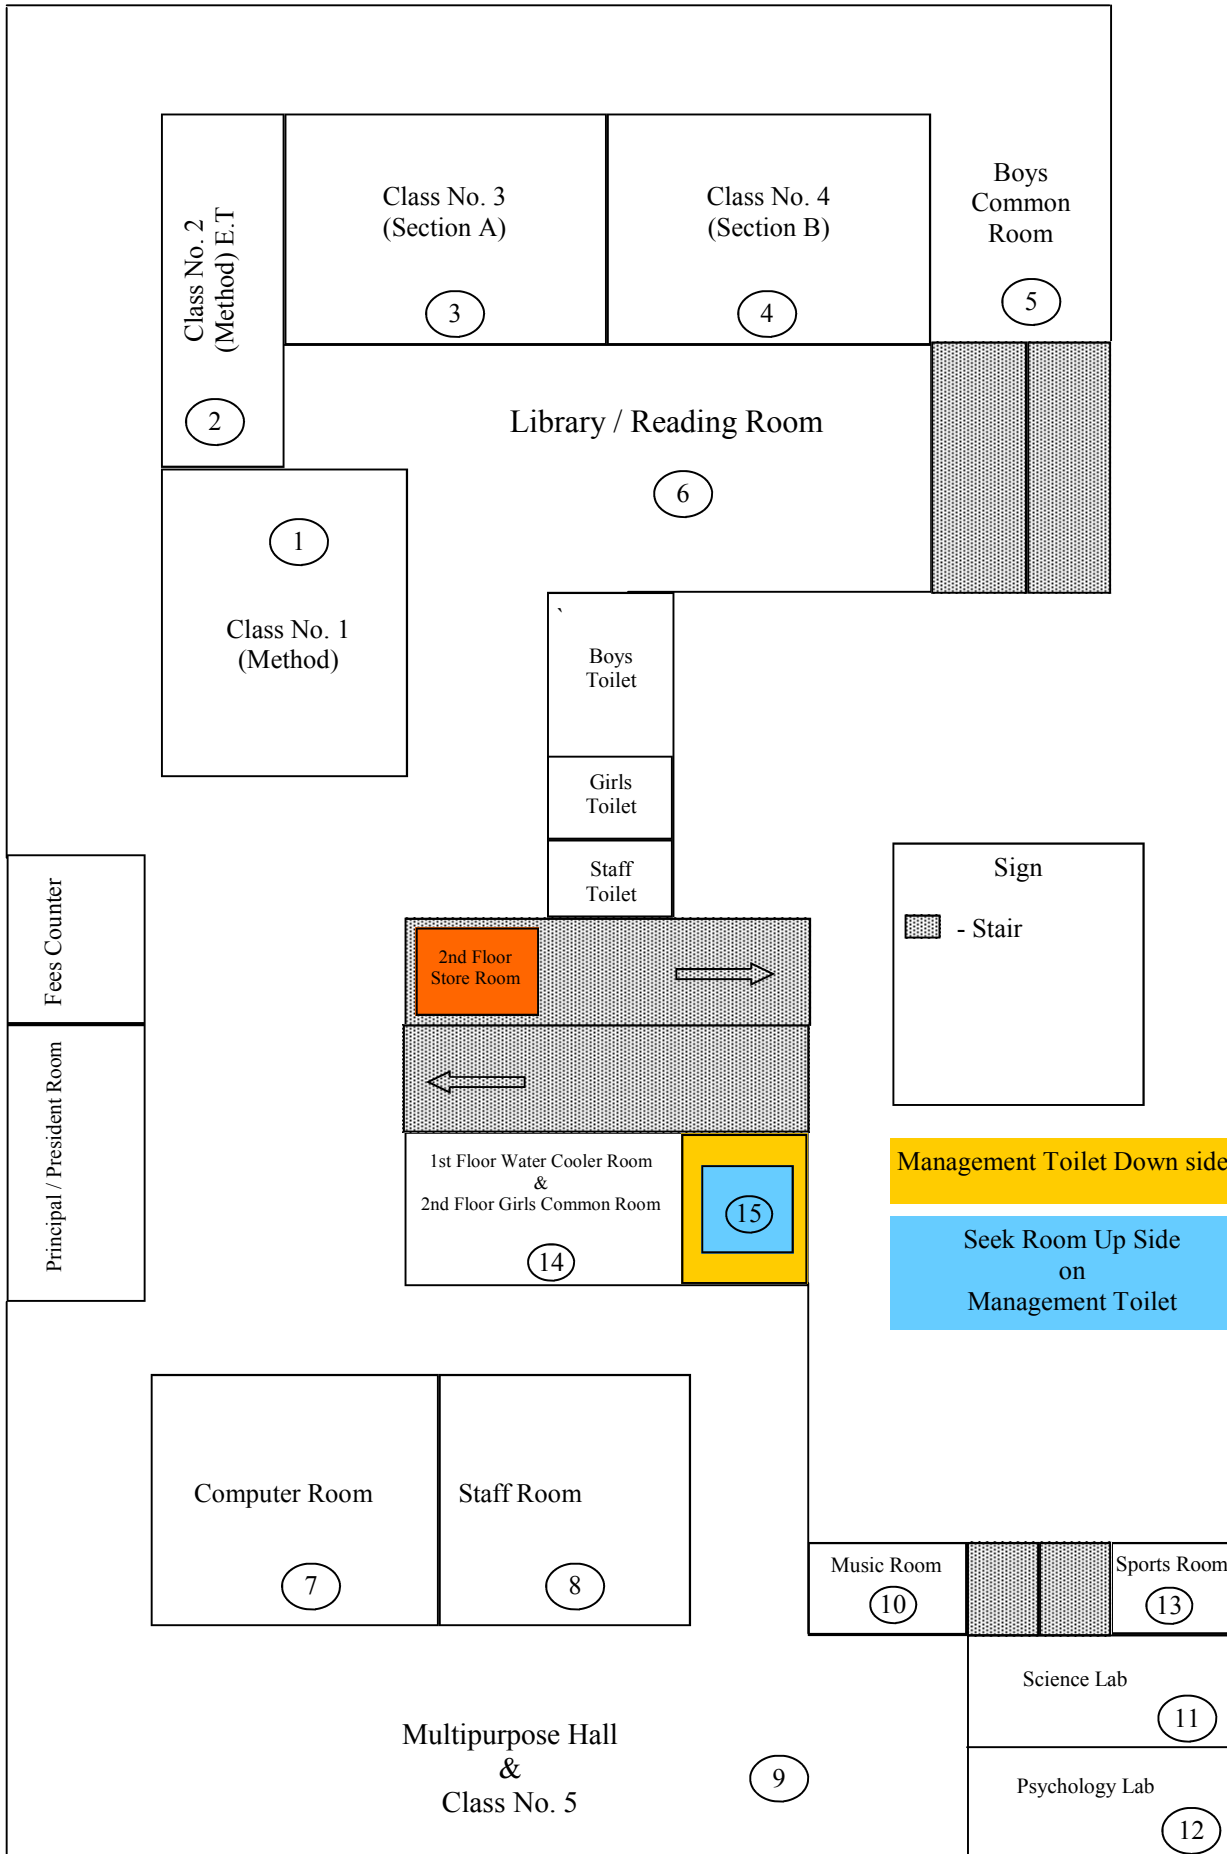 Class No. 2
(Method) E.T
2
Class No. 3
(Section A)
3
Class No. 4
(Section B)
4
Boys
Common
Room
5
Library / Reading Room
6
1
Class No. 1
(Method)
`
Boys
Toilet
Girls
Toilet
Staff
Toilet
Fees Counter
Principal / President Room
2nd Floor
Store Room
Sign
- Stair
1st Floor Water Cooler Room
&
2nd Floor Girls Common Room
14
15
Management Toilet Down side
Seek Room Up Side
on
Management Toilet
Computer Room
7
Staff Room
8
Music Room
10
Sports Room
13
Science Lab
11
Multipurpose Hall
&
Class No. 5
9
Psychology Lab
12